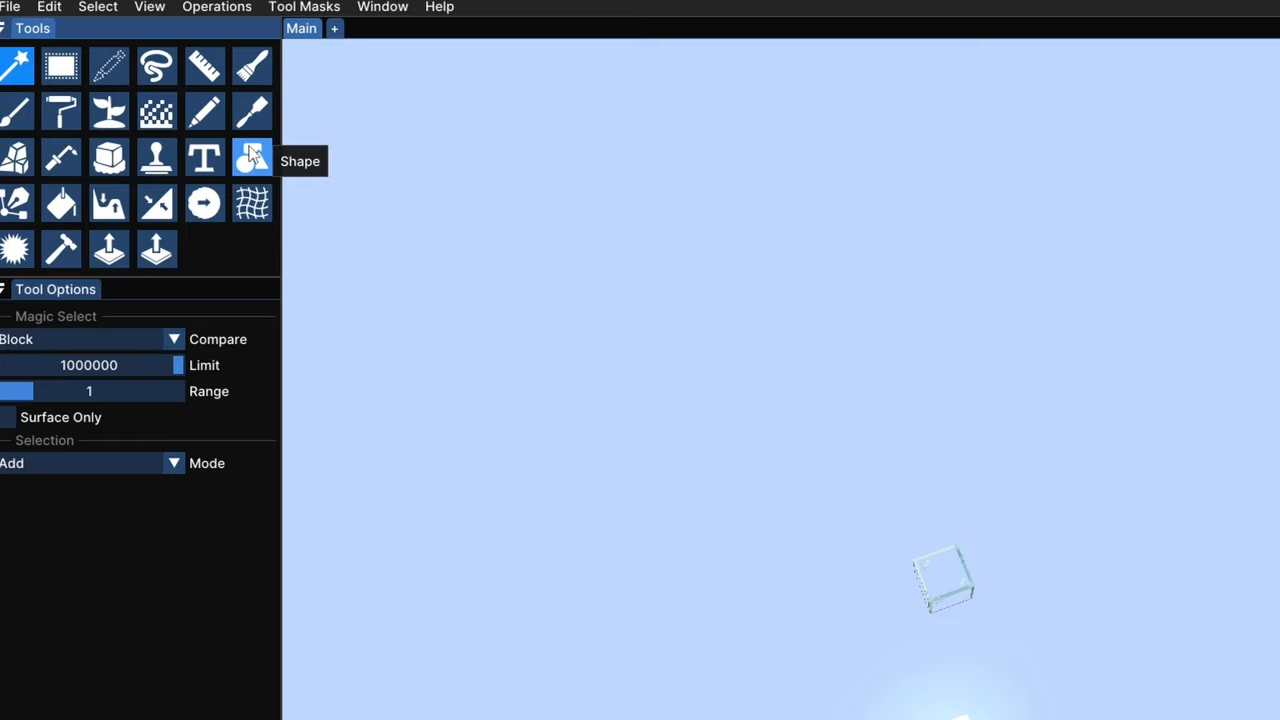 File Edit Select View Operations Tool Masks Window Help
Tools
Main +
Shape
Tool Options
Magic Select
Block Compare
1000000 Limit
1 Range
Surface Only
Selection
Add Mode